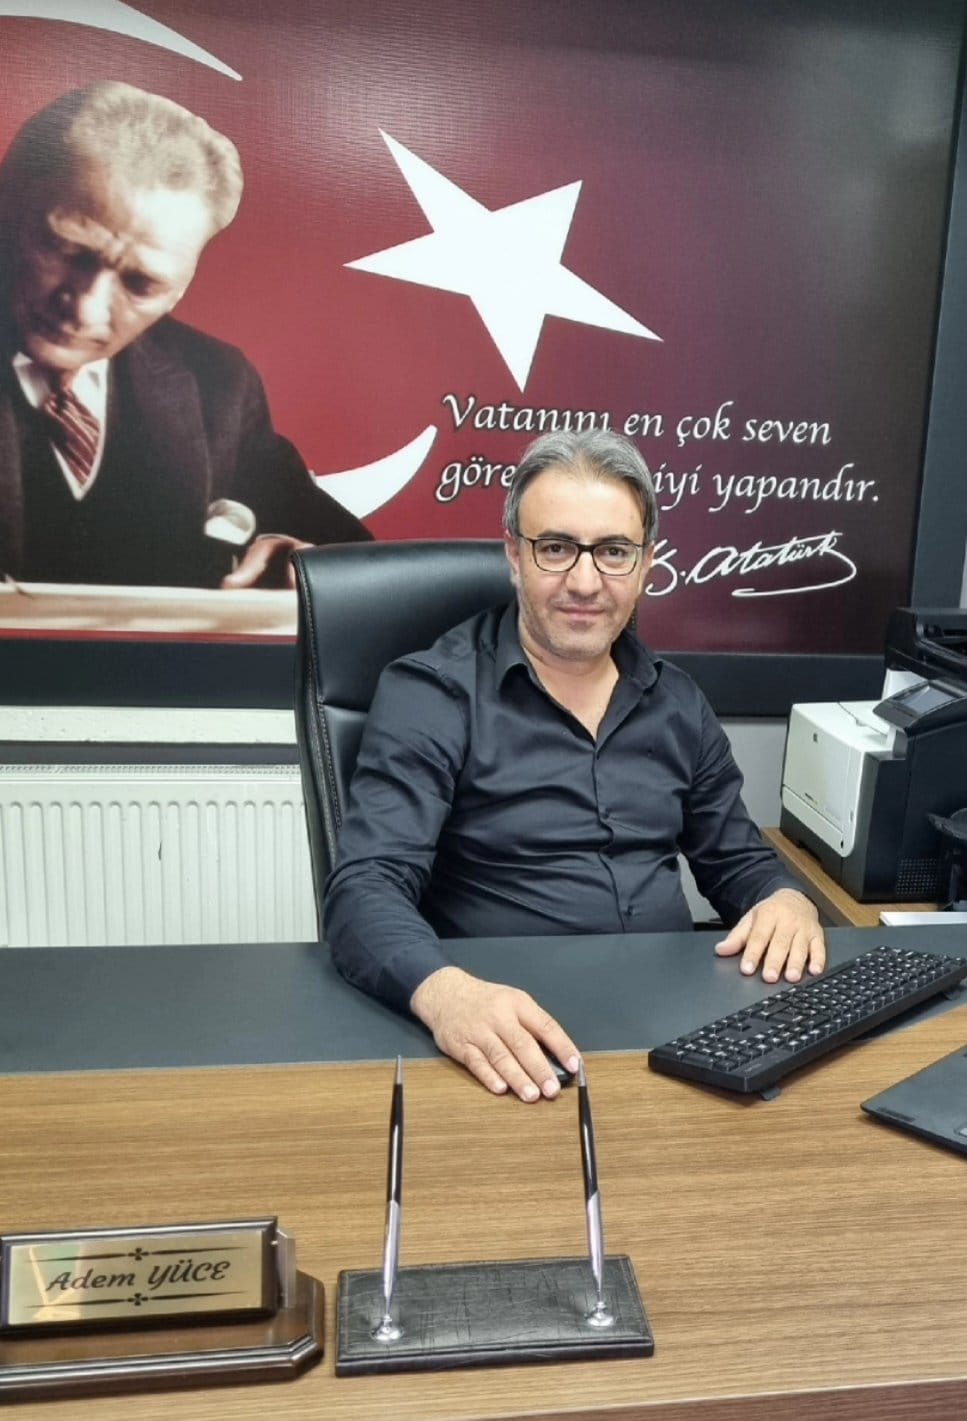 Vatanını en çok seven
iyi yapandır.
K. Atatürk
Adem YÜCE